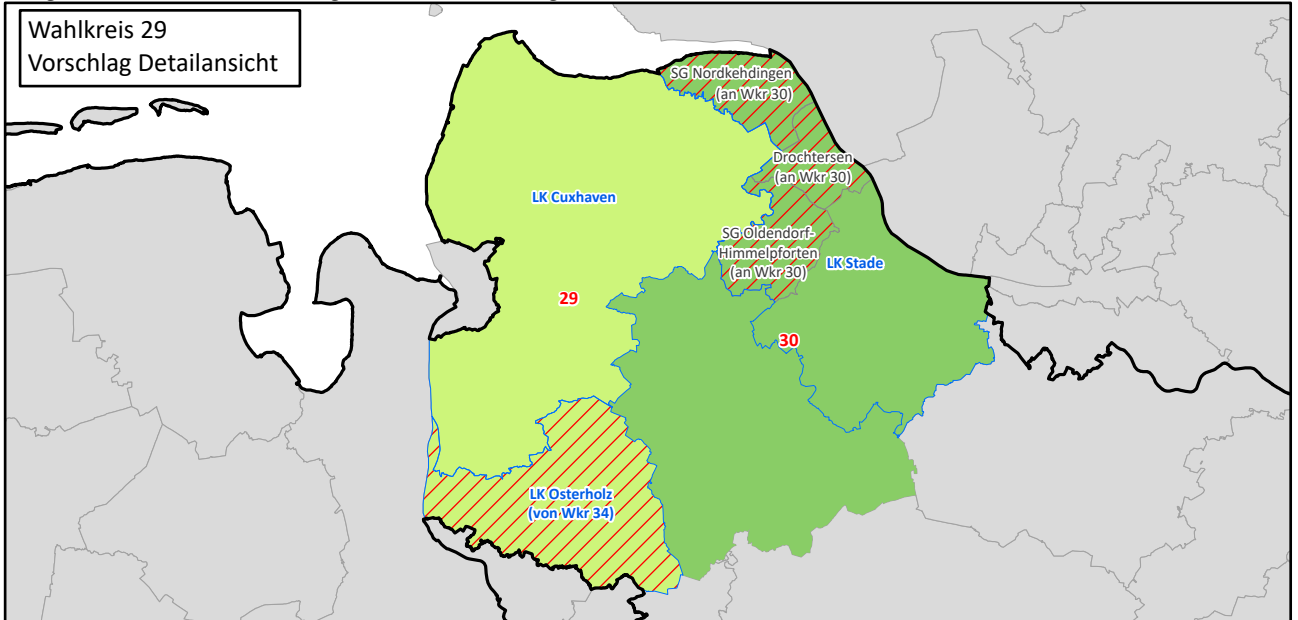 Wahlkreis 29
Vorschlag Detailansicht
SG Nordkehdingen
(an Wkr 30)
Drochtersen
(an Wkr 30)
LK Cuxhaven
SG Oldendorf-
Himmelpforten
(an Wkr 30)
LK Stade
29
30
LK Osterholz
(von Wkr 34)